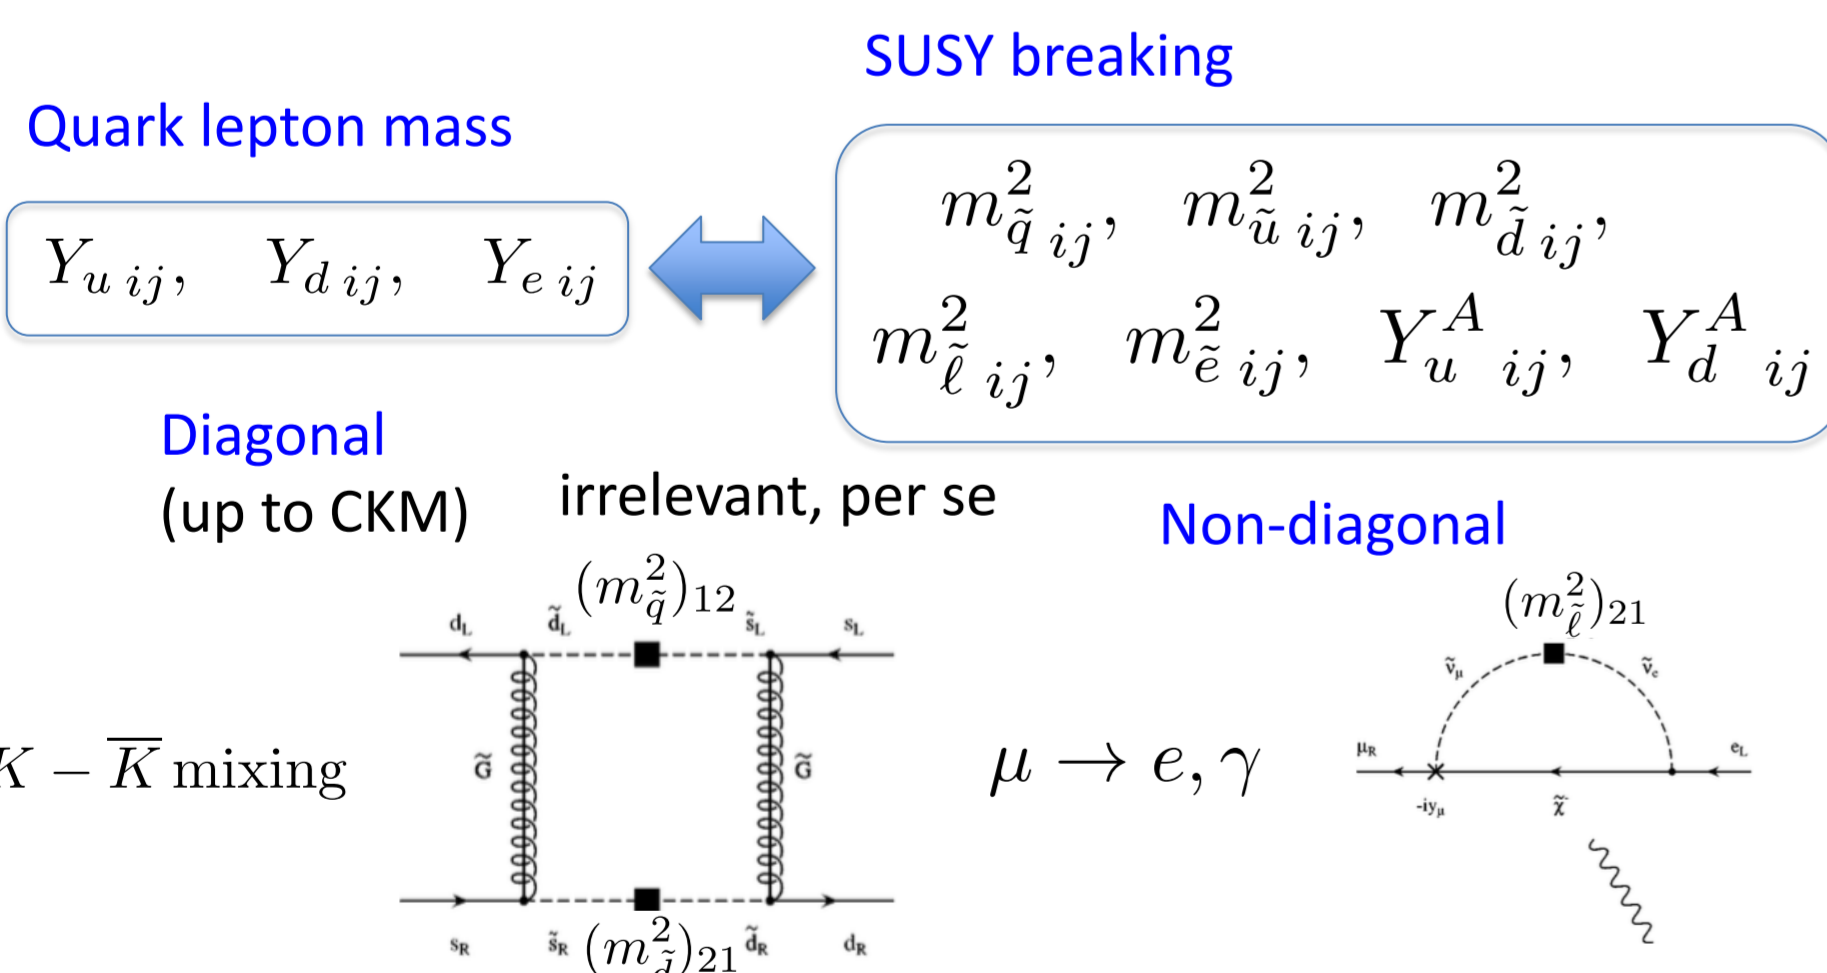 SUSY breaking
Quark lepton mass
m²_q̃ ij, m²_ũ ij, m²_d̃ ij,
Y_u ij, Y_d ij, Y_e ij
m²_ℓ̃ ij, m²_ẽ ij, Y^A_u ij, Y^A_d ij
Diagonal
(up to CKM)
irrelevant, per se
Non-diagonal
(m²_q̃)₁₂
(m²_ℓ̃)₂₁
d_L d̃_L s̃_L s_L
ν̃_μ ν̃_e
K − K̅ mixing
G̃ G̃
μ → e, γ
μ_R e_L
-iy_μ χ̃
s_R s̃_R (m²_d̃)₂₁ d̃_R d_R